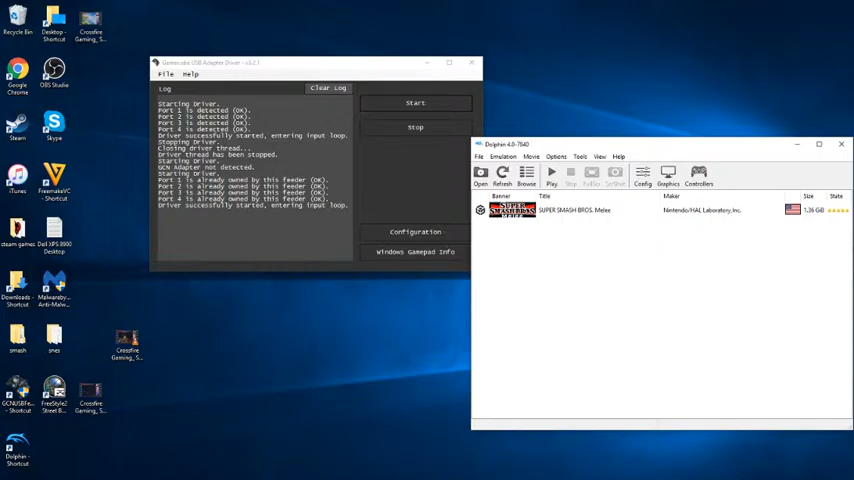 Recycle Bin
Desktop - Shortcut
Crossfire Gaming_S...
Google Chrome
OBS Studio
Steam
Skype
iTunes
FreemakeVC - Shortcut
steam games
Dell XPS 8900 Desktop
Downloads - Shortcut
Malwareby... Anti-Malw...
smash
snes
Crossfire Gaming_S...
GCNUSBFe... - Shortcut
FreeStyle2 Street B...
Crossfire Gaming_S...
Dolphin - Shortcut
Gamecube USB Adapter Driver - v3.2.1
File Help
Log
Clear Log
Starting Driver.
Port 1 is detected (OK).
Port 2 is detected (OK).
Port 3 is detected (OK).
Port 4 is detected (OK).
Driver successfully started, entering input loop.
Stopping Driver.
Closing driver thread...
Driver thread has been stopped.
Starting Driver.
GCN Adapter not detected.
Starting Driver.
Port 1 is already owned by this feeder (OK).
Port 2 is already owned by this feeder (OK).
Port 3 is already owned by this feeder (OK).
Port 4 is already owned by this feeder (OK).
Driver successfully started, entering input loop.
Start
Stop
Configuration
Windows Gamepad Info
Dolphin 4.0-7840
File Emulation Movie Options Tools View Help
Open Refresh Browse Play Stop FullScr ScrShot Config Graphics Controllers
Banner Title Maker Size State
SUPER SMASH BROS. Melee
SUPER SMASH BROS. Melee Nintendo/HAL Laboratory,Inc. 1.36 GiB